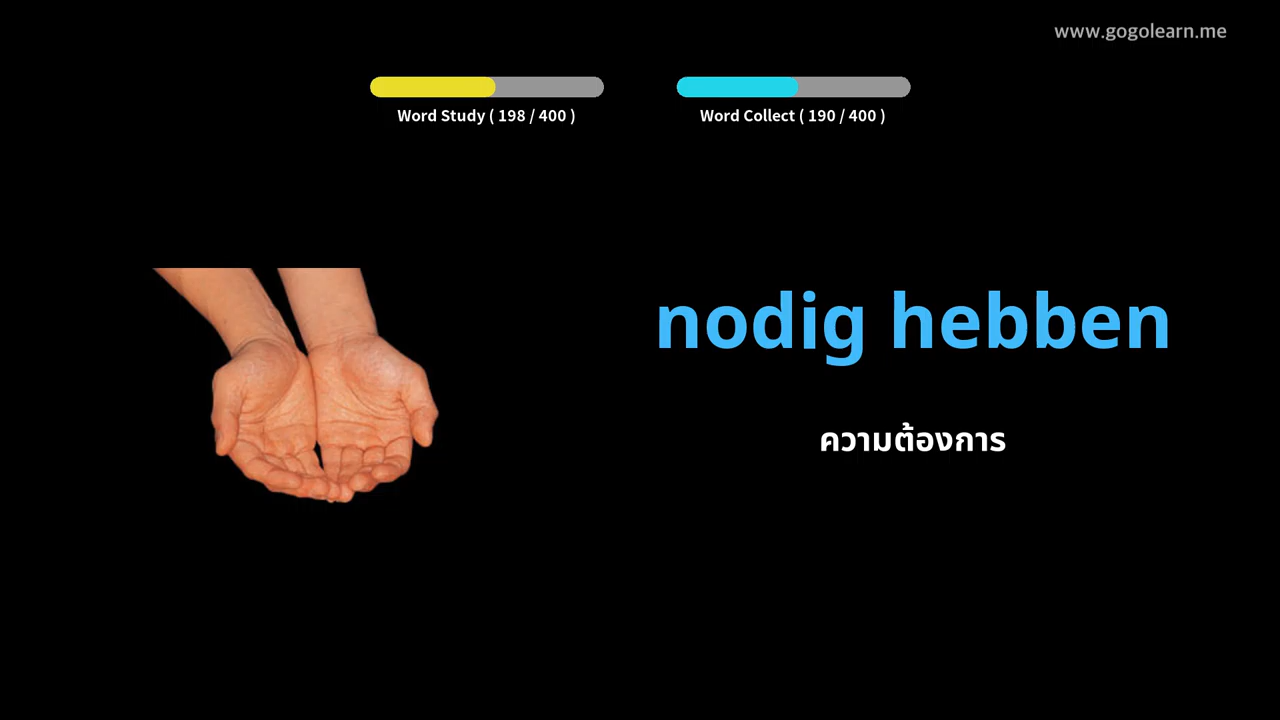 www.gogolearn.me
Word Study ( 198 / 400 )
Word Collect ( 190 / 400 )
nodig hebben
ความต้องการ